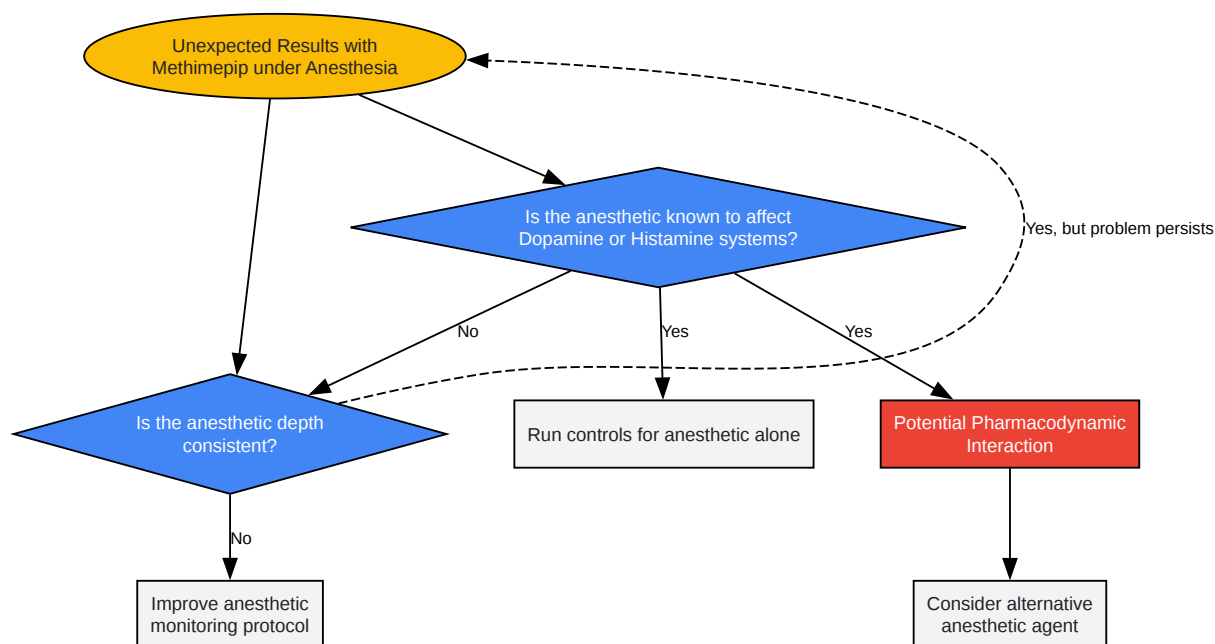 Unexpected Results with
Methimepip under Anesthesia
Is the anesthetic known to affect
Dopamine or Histamine systems?
Yes, but problem persists
No
Yes
Yes
Is the anesthetic depth
consistent?
Run controls for anesthetic alone
Potential Pharmacodynamic
Interaction
No
Improve anesthetic
monitoring protocol
Consider alternative
anesthetic agent